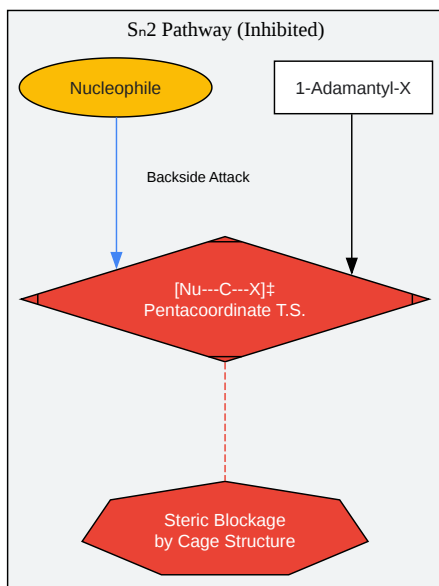 Sₙ2 Pathway (Inhibited)
Nucleophile
1-Adamantyl-X
Backside Attack
[Nu---C---X]‡
Pentacoordinate T.S.
Steric Blockage
by Cage Structure